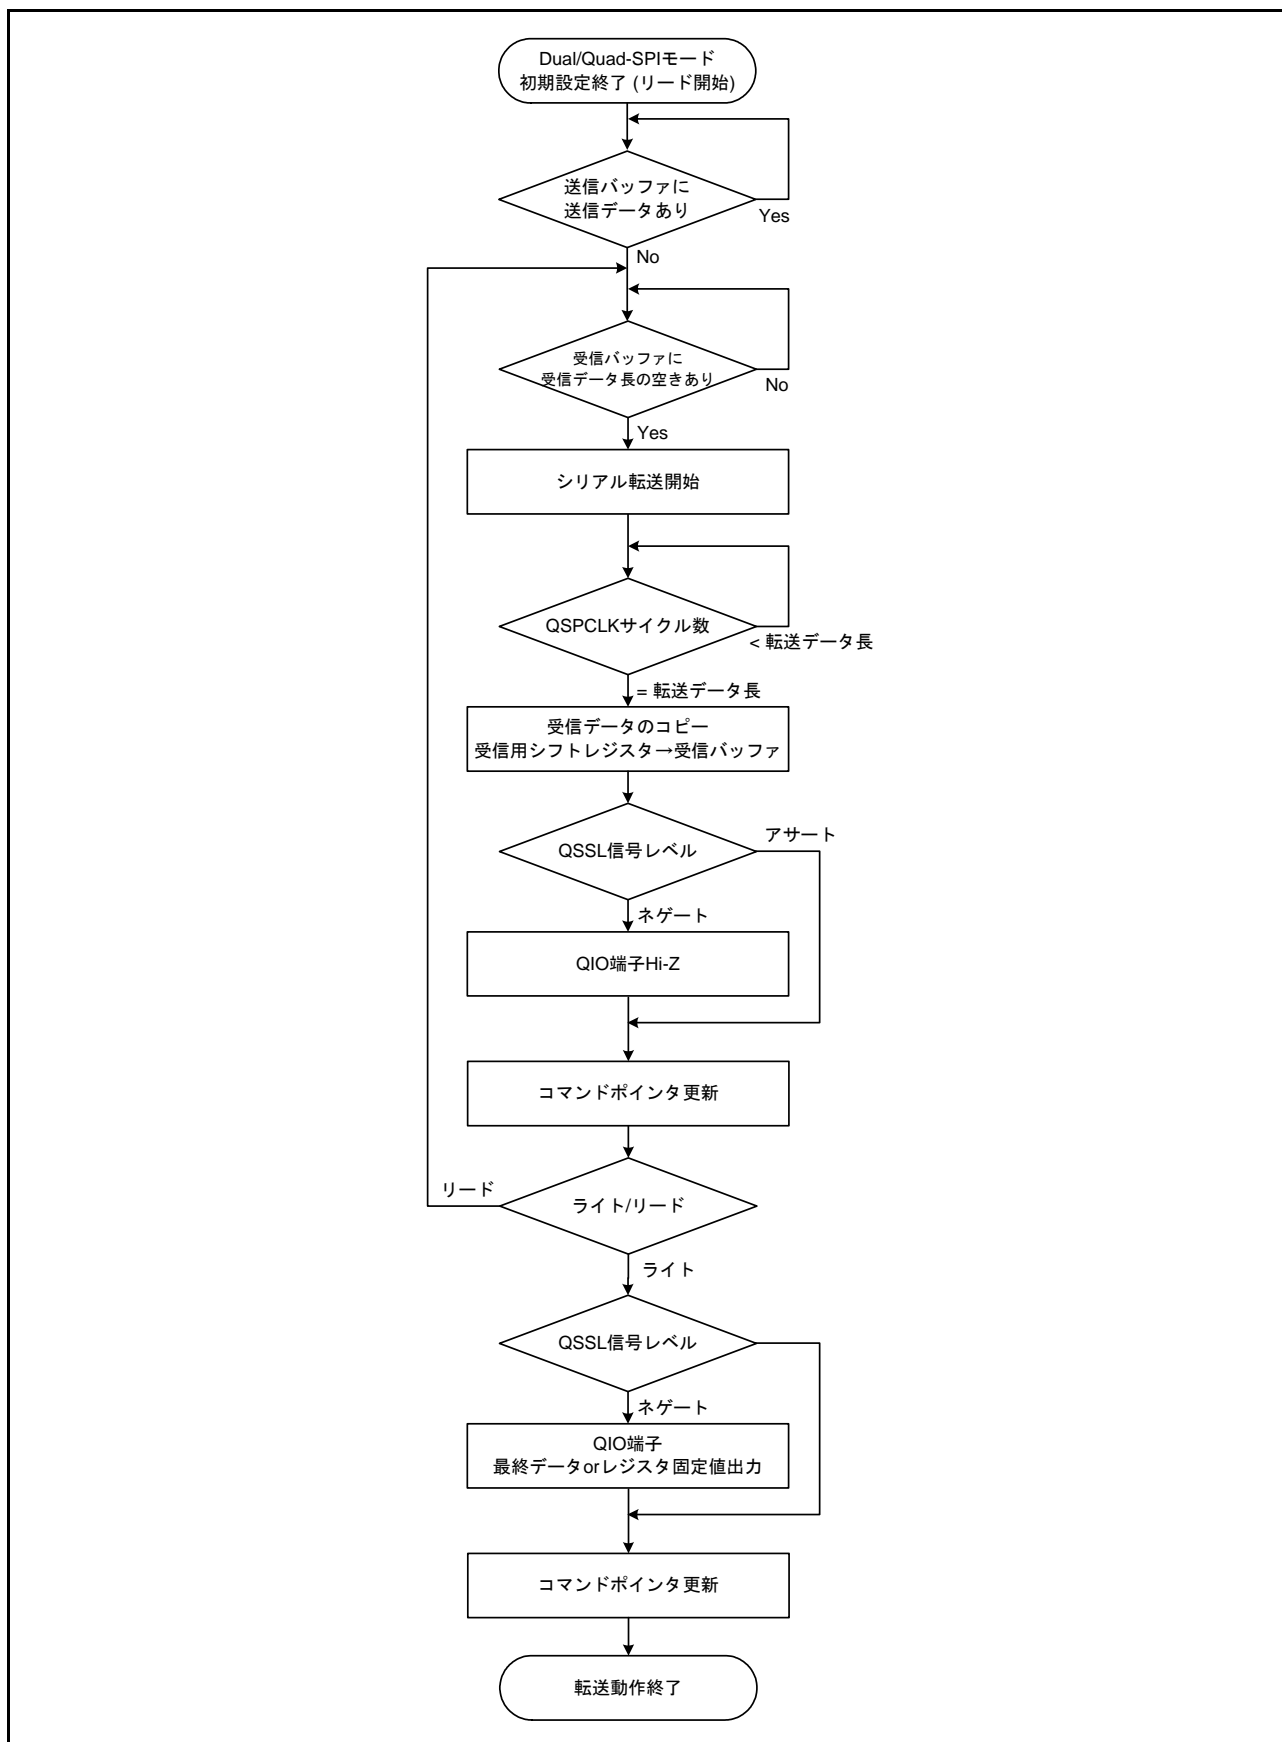 Dual/Quad-SPIモード
初期設定終了 (リード開始)
送信バッファに
送信データあり
Yes
No
受信バッファに
受信データ長の空きあり
No
Yes
シリアル転送開始
QSPCLKサイクル数
< 転送データ長
= 転送データ長
受信データのコピー
受信用シフトレジスタ→受信バッファ
アサート
QSSL信号レベル
ネゲート
QIO端子Hi-Z
コマンドポインタ更新
リード
ライト/リード
ライト
QSSL信号レベル
ネゲート
QIO端子
最終データorレジスタ固定値出力
コマンドポインタ更新
転送動作終了